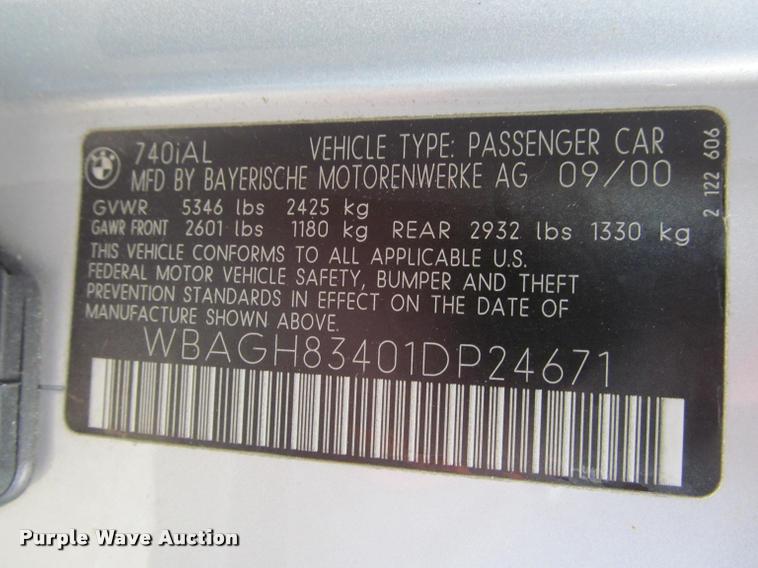 BMW
740iAL VEHICLE TYPE: PASSENGER CAR
MFD BY BAYERISCHE MOTORENWERKE AG 09/00
GVWR 5346 lbs 2425 kg
GAWR FRONT 2601 lbs 1180 kg REAR 2932 lbs 1330 kg
THIS VEHICLE CONFORMS TO ALL APPLICABLE U.S.
FEDERAL MOTOR VEHICLE SAFETY, BUMPER AND THEFT
PREVENTION STANDARDS IN EFFECT ON THE DATE OF
MANUFACTURE SHOWN ABOVE.
WBAGH83401DP24671
2 122 606
Purple Wave Auction